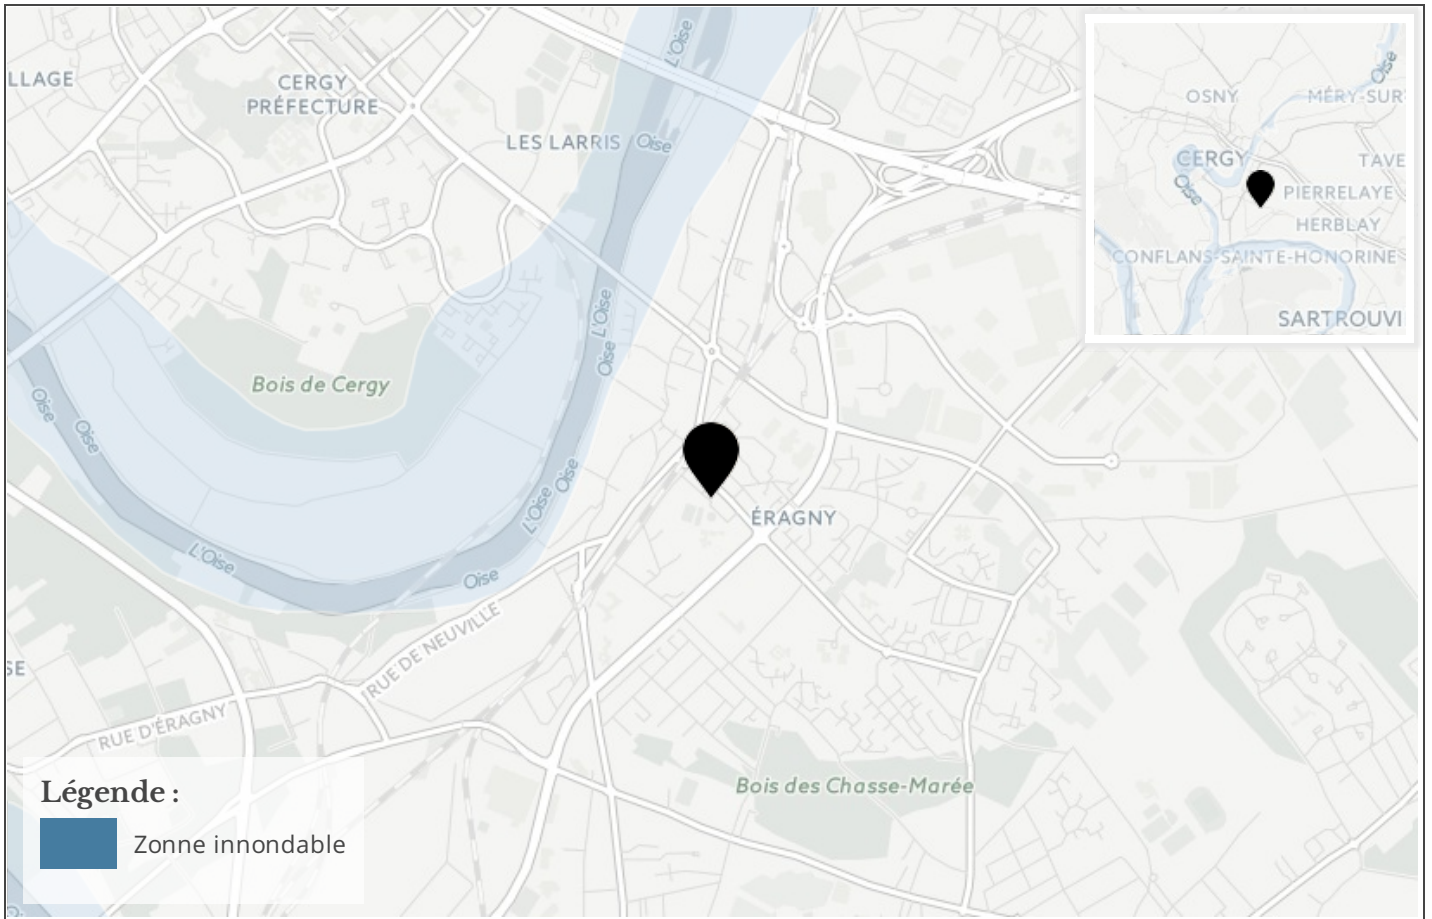 LLAGE
CERGY
PRÉFECTURE
LES LARRIS
L'Oise
Oise
L'Oise
Oise
Bois de Cergy
Oise
Oise
L'Oise
L'Oise
Oise
Oise
ÉRAGNY
RUE DE NEUVILLE
RUE D'ÉRAGNY
SE
Bois des Chasse-Marée
Légende :
Zonne innondable
Oise
OSNY
MÉRY-SUR
CERGY
TAVE
Oise
PIERRELAYE
HERBLAY
CONFLANS-SAINTE-HONORINE
SARTROUVI